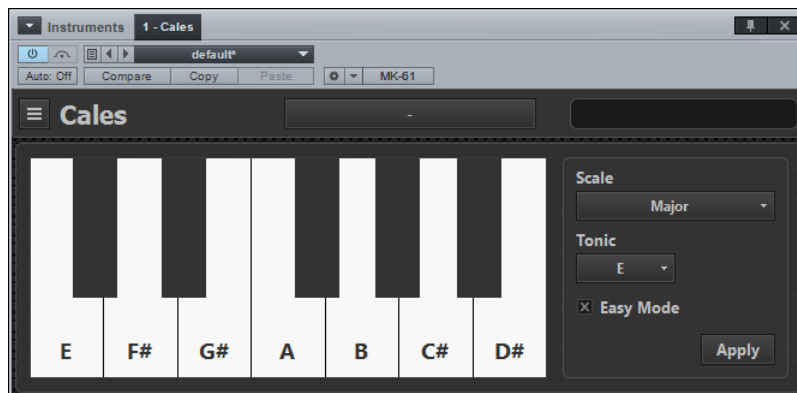 Instruments 1 - Cales
default*
Auto: Off Compare Copy Paste MK-61
Cales -
Scale
Major
Tonic
E
Easy Mode
E F# G# A B C# D#
Apply